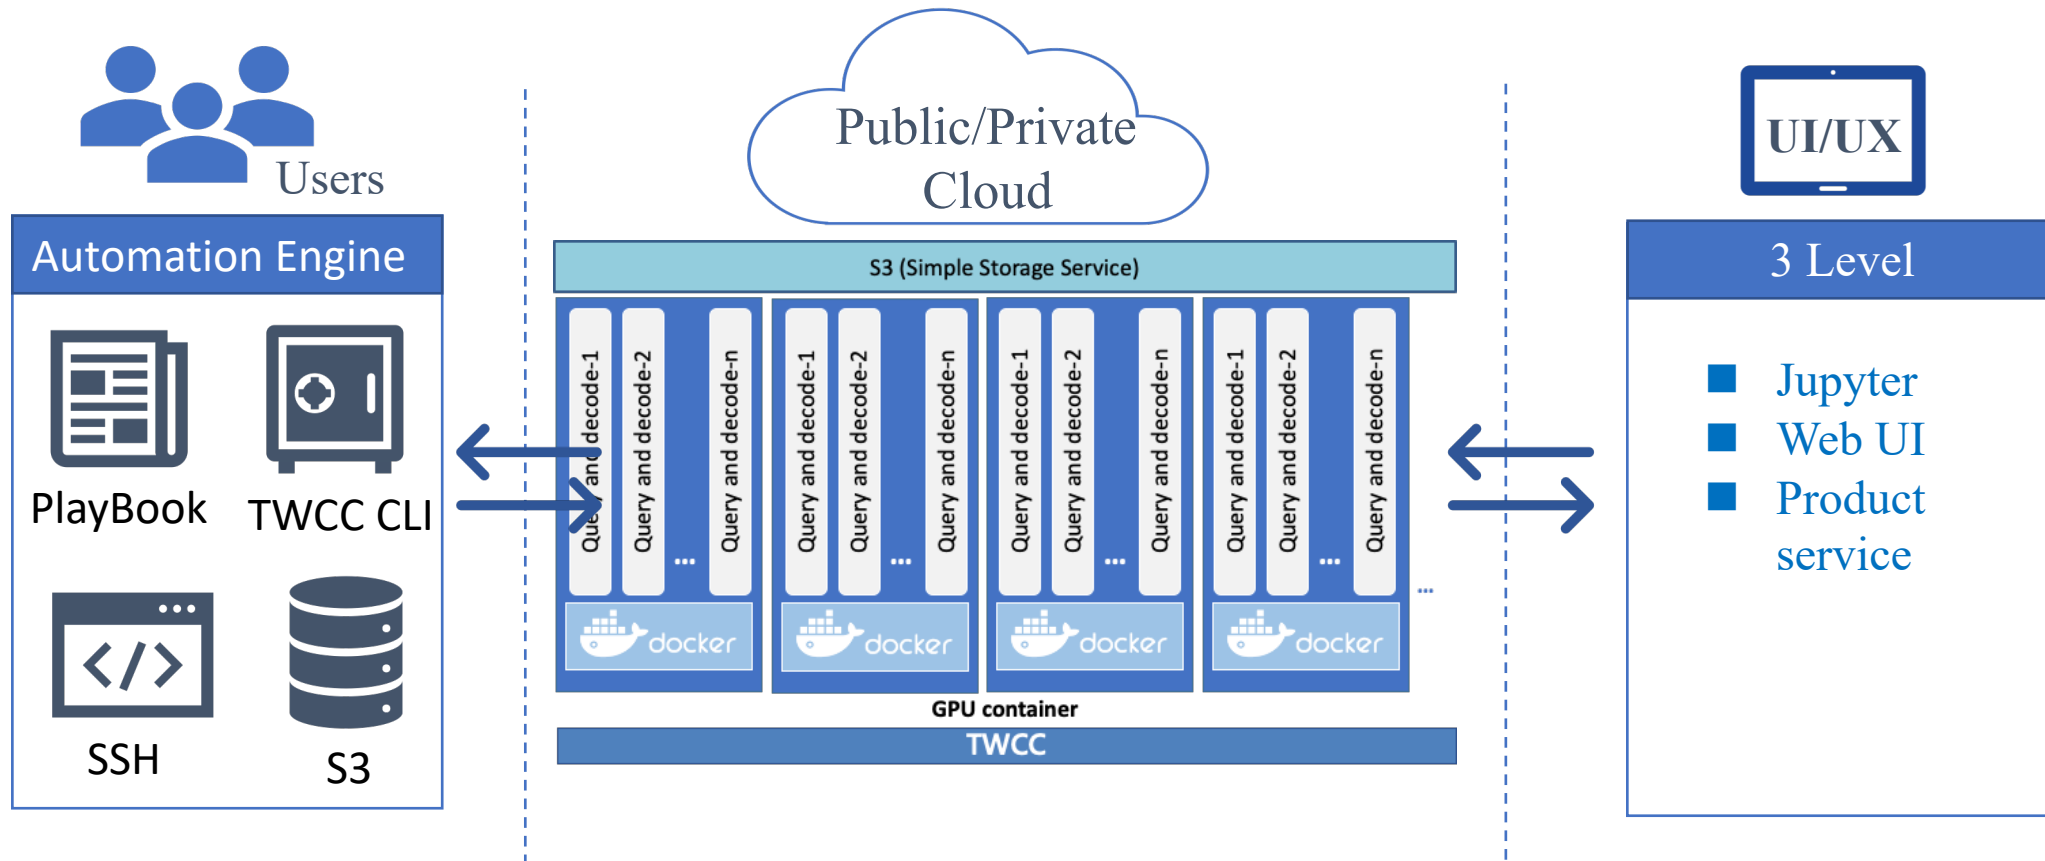 Users
Automation Engine
PlayBook
TWCC CLI
SSH
S3
Public/Private
Cloud
S3 (Simple Storage Service)
Query and decode-1
Query and decode-2
...
Query and decode-n
docker
Query and decode-1
Query and decode-2
...
Query and decode-n
docker
Query and decode-1
Query and decode-2
...
Query and decode-n
docker
Query and decode-1
Query and decode-2
...
Query and decode-n
docker
...
GPU container
TWCC
UI/UX
3 Level
Jupyter
Web UI
Product
service